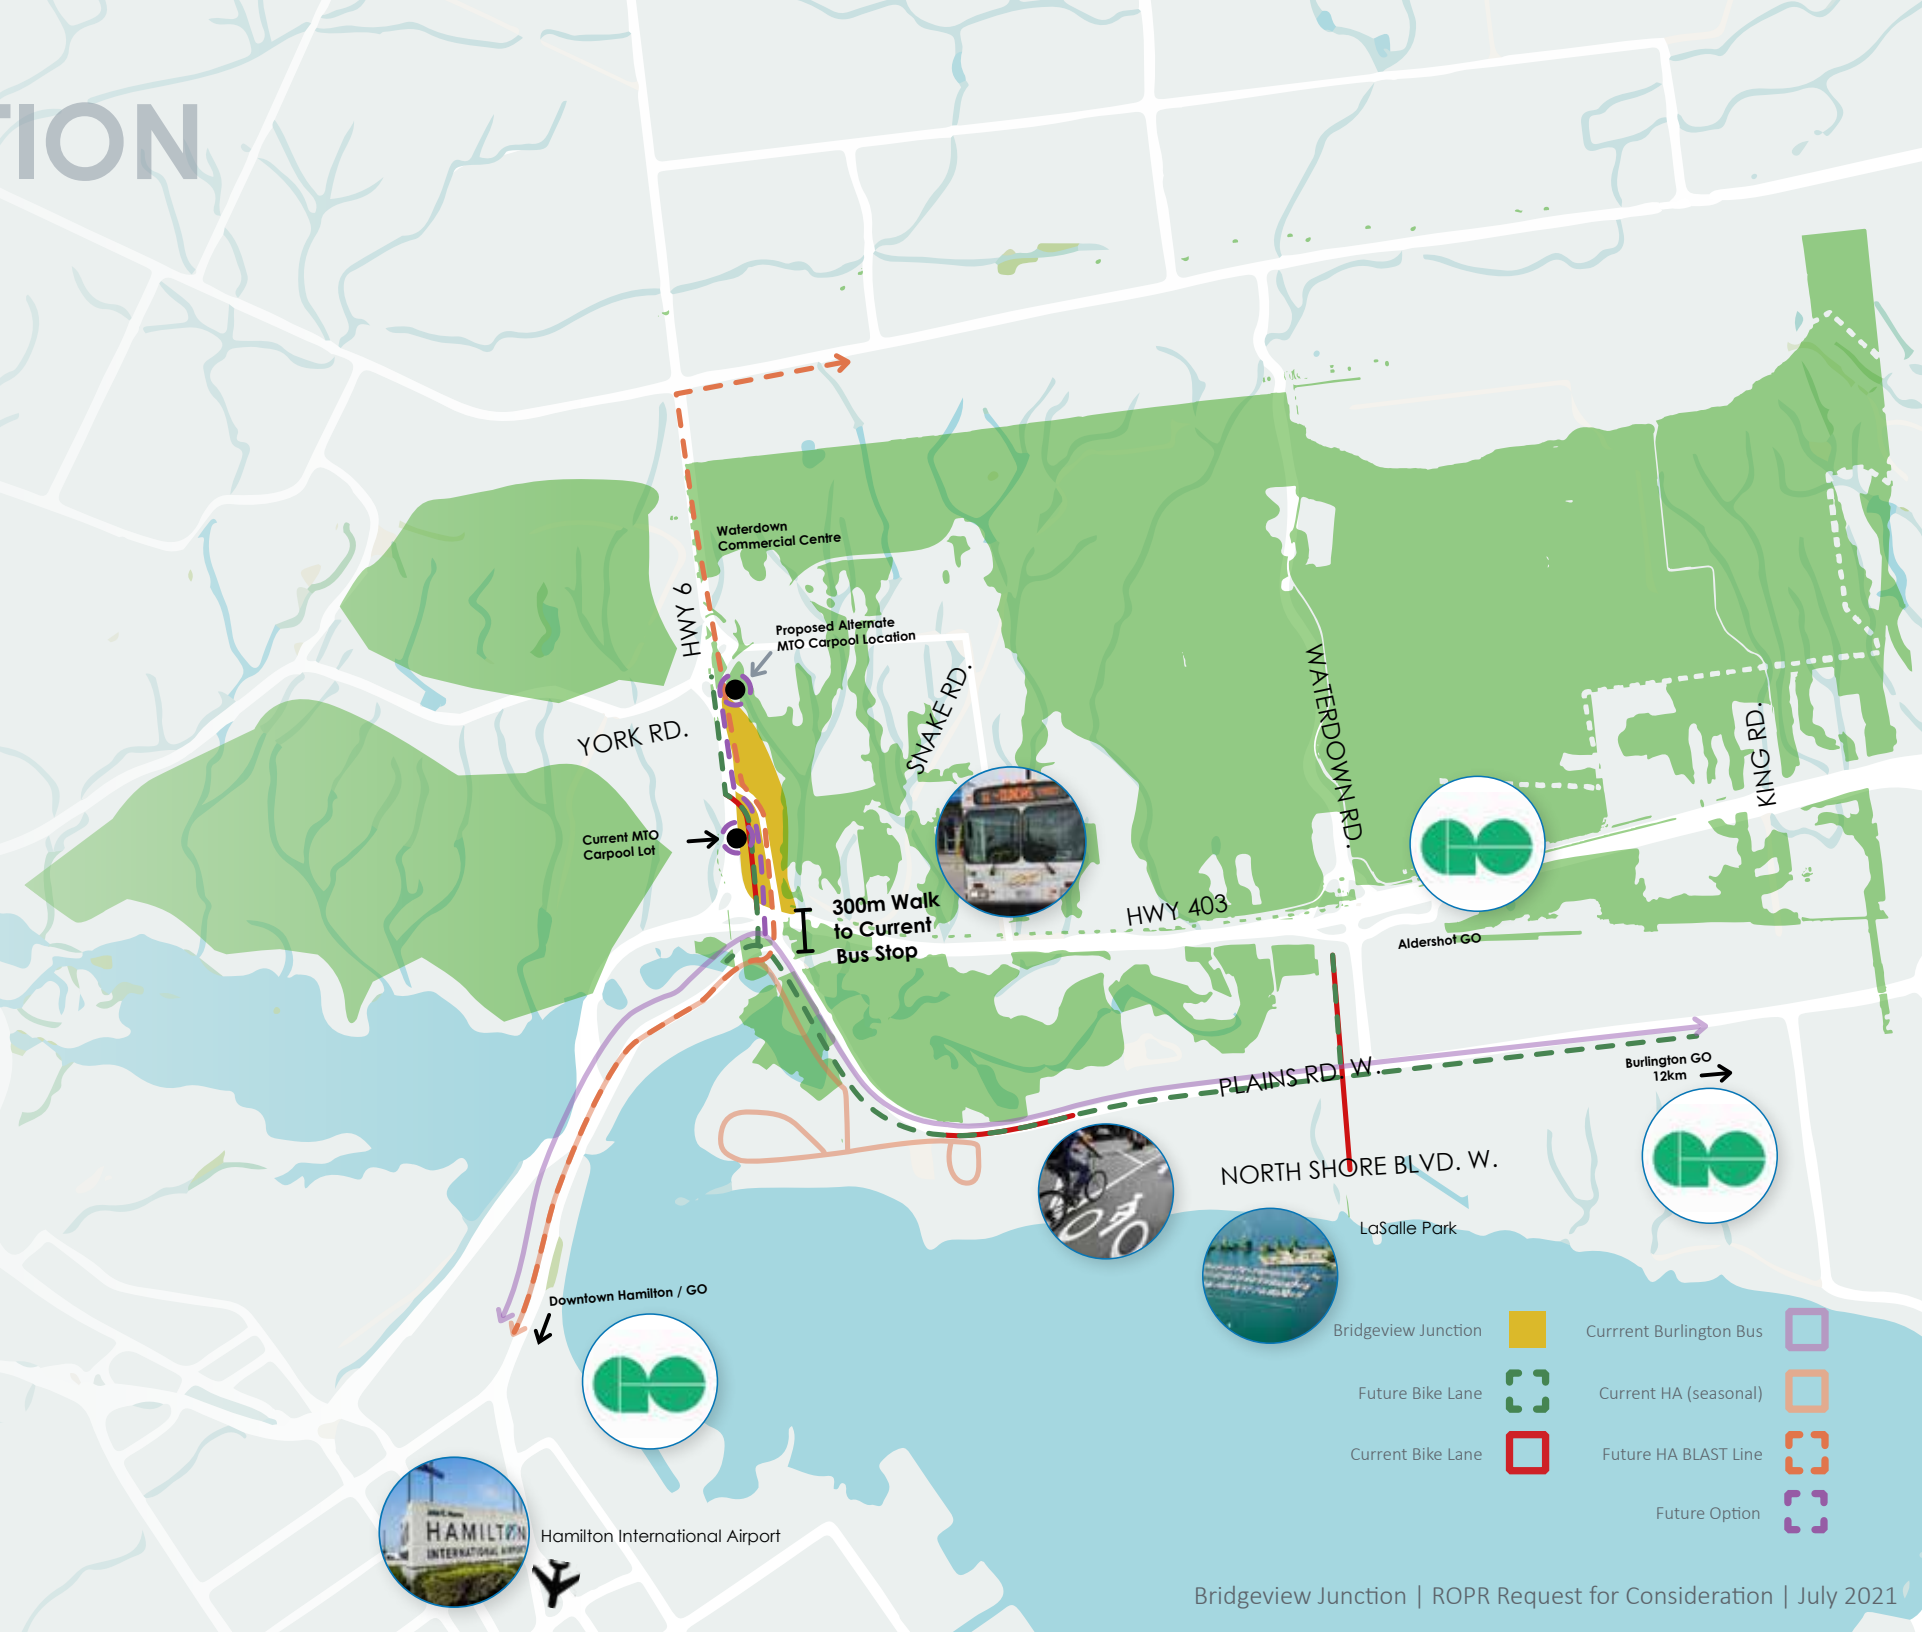 TION
Waterdown
Commercial Centre
HWY 6
Proposed Alternate
MTO Carpool Location
YORK RD.
SNAKE RD.
WATERDOWN RD.
KING RD.
Current MTO
Carpool Lot
300m Walk
to Current
Bus Stop
HWY 403
Aldershot GO
PLAINS RD. W.
Burlington GO
12km
NORTH SHORE BLVD. W.
LaSalle Park
Downtown Hamilton / GO
Bridgeview Junction
Currrent Burlington Bus
Future Bike Lane
Current HA (seasonal)
Current Bike Lane
Future HA BLAST Line
Future Option
HAMILTON
INTERNATIONAL AIRPORT
Hamilton International Airport
Bridgeview Junction | ROPR Request for Consideration | July 2021